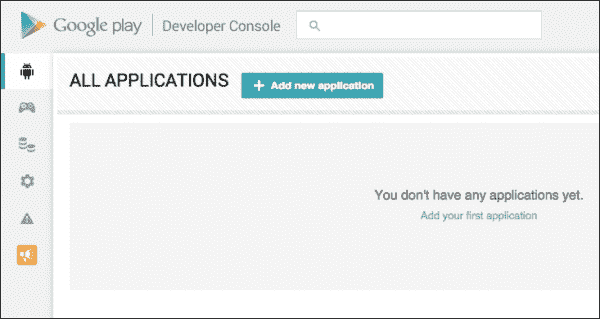 Google play | Developer Console
ALL APPLICATIONS
+ Add new application
You don't have any applications yet.
Add your first application